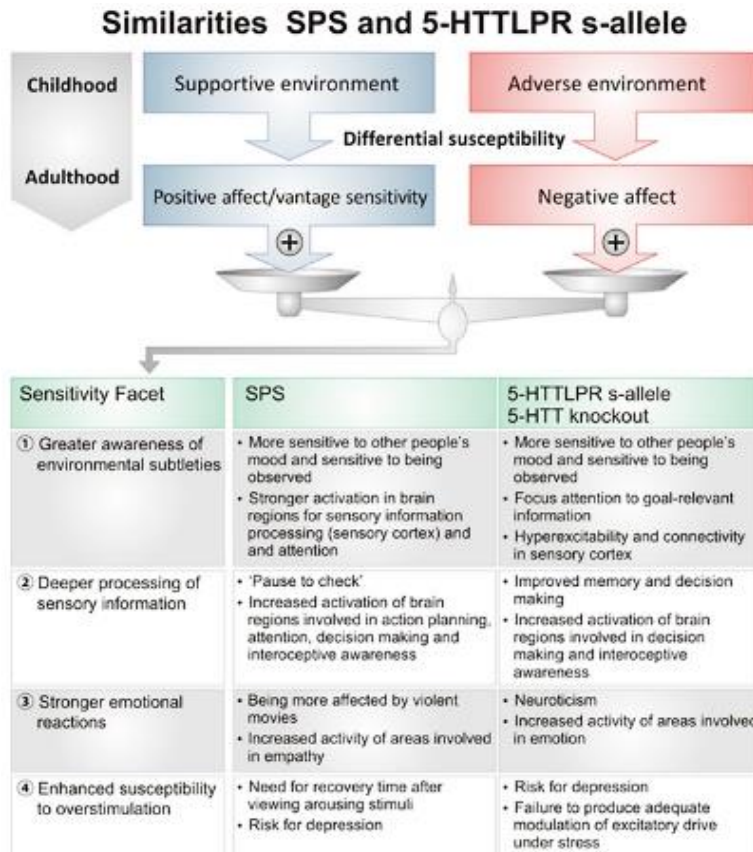 Similarities SPS and 5-HTTLPR s-allele
Childhood
Supportive environment
Adverse environment
Differential susceptibility
Adulthood
Positive affect/vantage sensitivity
Negative affect
+
+
Sensitivity Facet
SPS
5-HTTLPR s-allele
5-HTT knockout
① Greater awareness of
environmental subtleties
• More sensitive to other people's
mood and sensitive to being
observed
• Stronger activation in brain
regions for sensory information
processing (sensory cortex) and
and attention
• More sensitive to other people's
mood and sensitive to being
observed
• Focus attention to goal-relevant
information
• Hyperexcitability and connectivity
in sensory cortex
② Deeper processing of
sensory information
• 'Pause to check'
• Increased activation of brain
regions involved in action planning,
attention, decision making and
interoceptive awareness
• Improved memory and decision
making
• Increased activation of brain
regions involved in decision
making and interoceptive
awareness
③ Stronger emotional
reactions
• Being more affected by violent
movies
• Increased activity of areas involved
in empathy
• Neuroticism
• Increased activity of areas involved
in emotion
④ Enhanced susceptibility
to overstimulation
• Need for recovery time after
viewing arousing stimuli
• Risk for depression
• Risk for depression
• Failure to produce adequate
modulation of excitatory drive
under stress